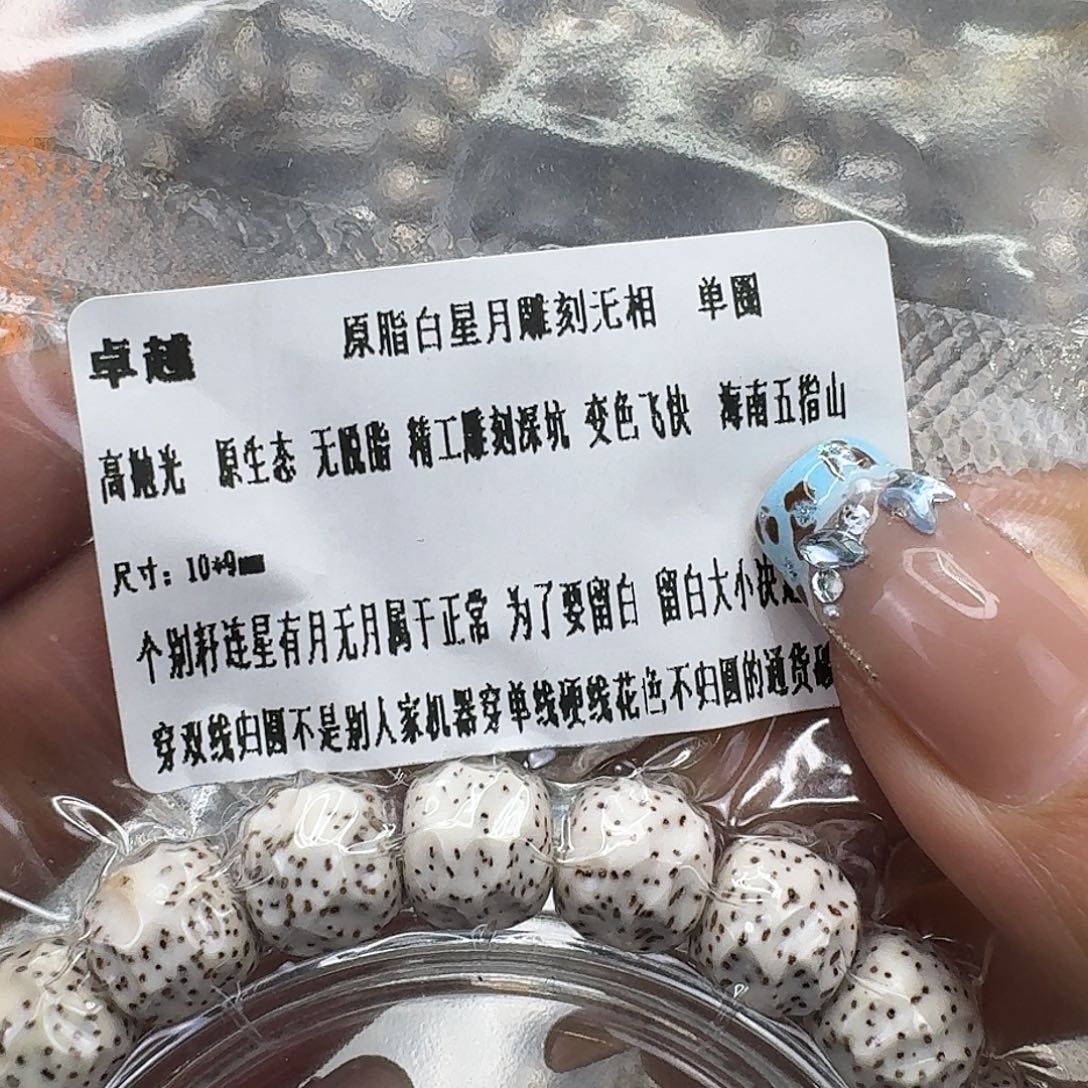 卓越 原脂白星月雕刻无相 单圈
高抛光 原生态 无脱脂 精工雕刻深坑 变色飞快 海南五指山
尺寸：10*9mm
个别籽连星有月无月属于正常 为了要留白 留白大小决
穿双线归圆不是别人家机器穿单线硬线花色不归圆的通货